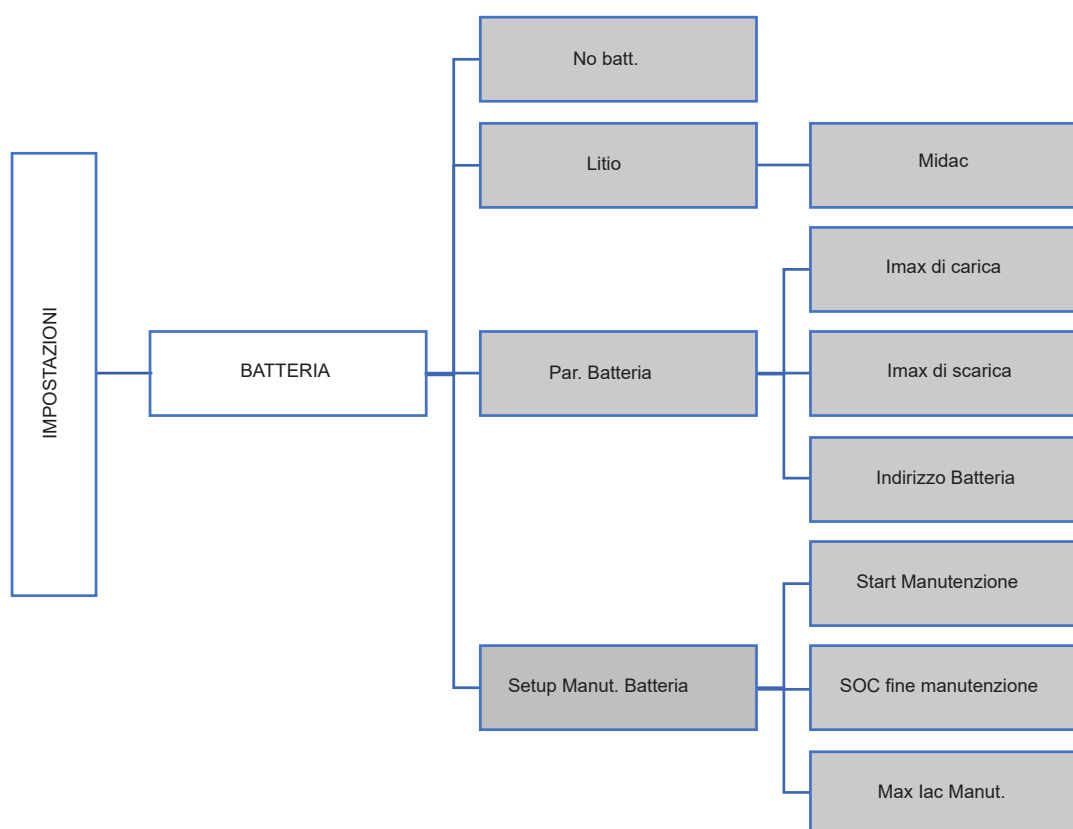 IMPOSTAZIONI
BATTERIA
No batt.
Litio
Midac
Par. Batteria
Imax di carica
Imax di scarica
Indirizzo Batteria
Setup Manut. Batteria
Start Manutenzione
SOC fine manutenzione
Max Iac Manut.